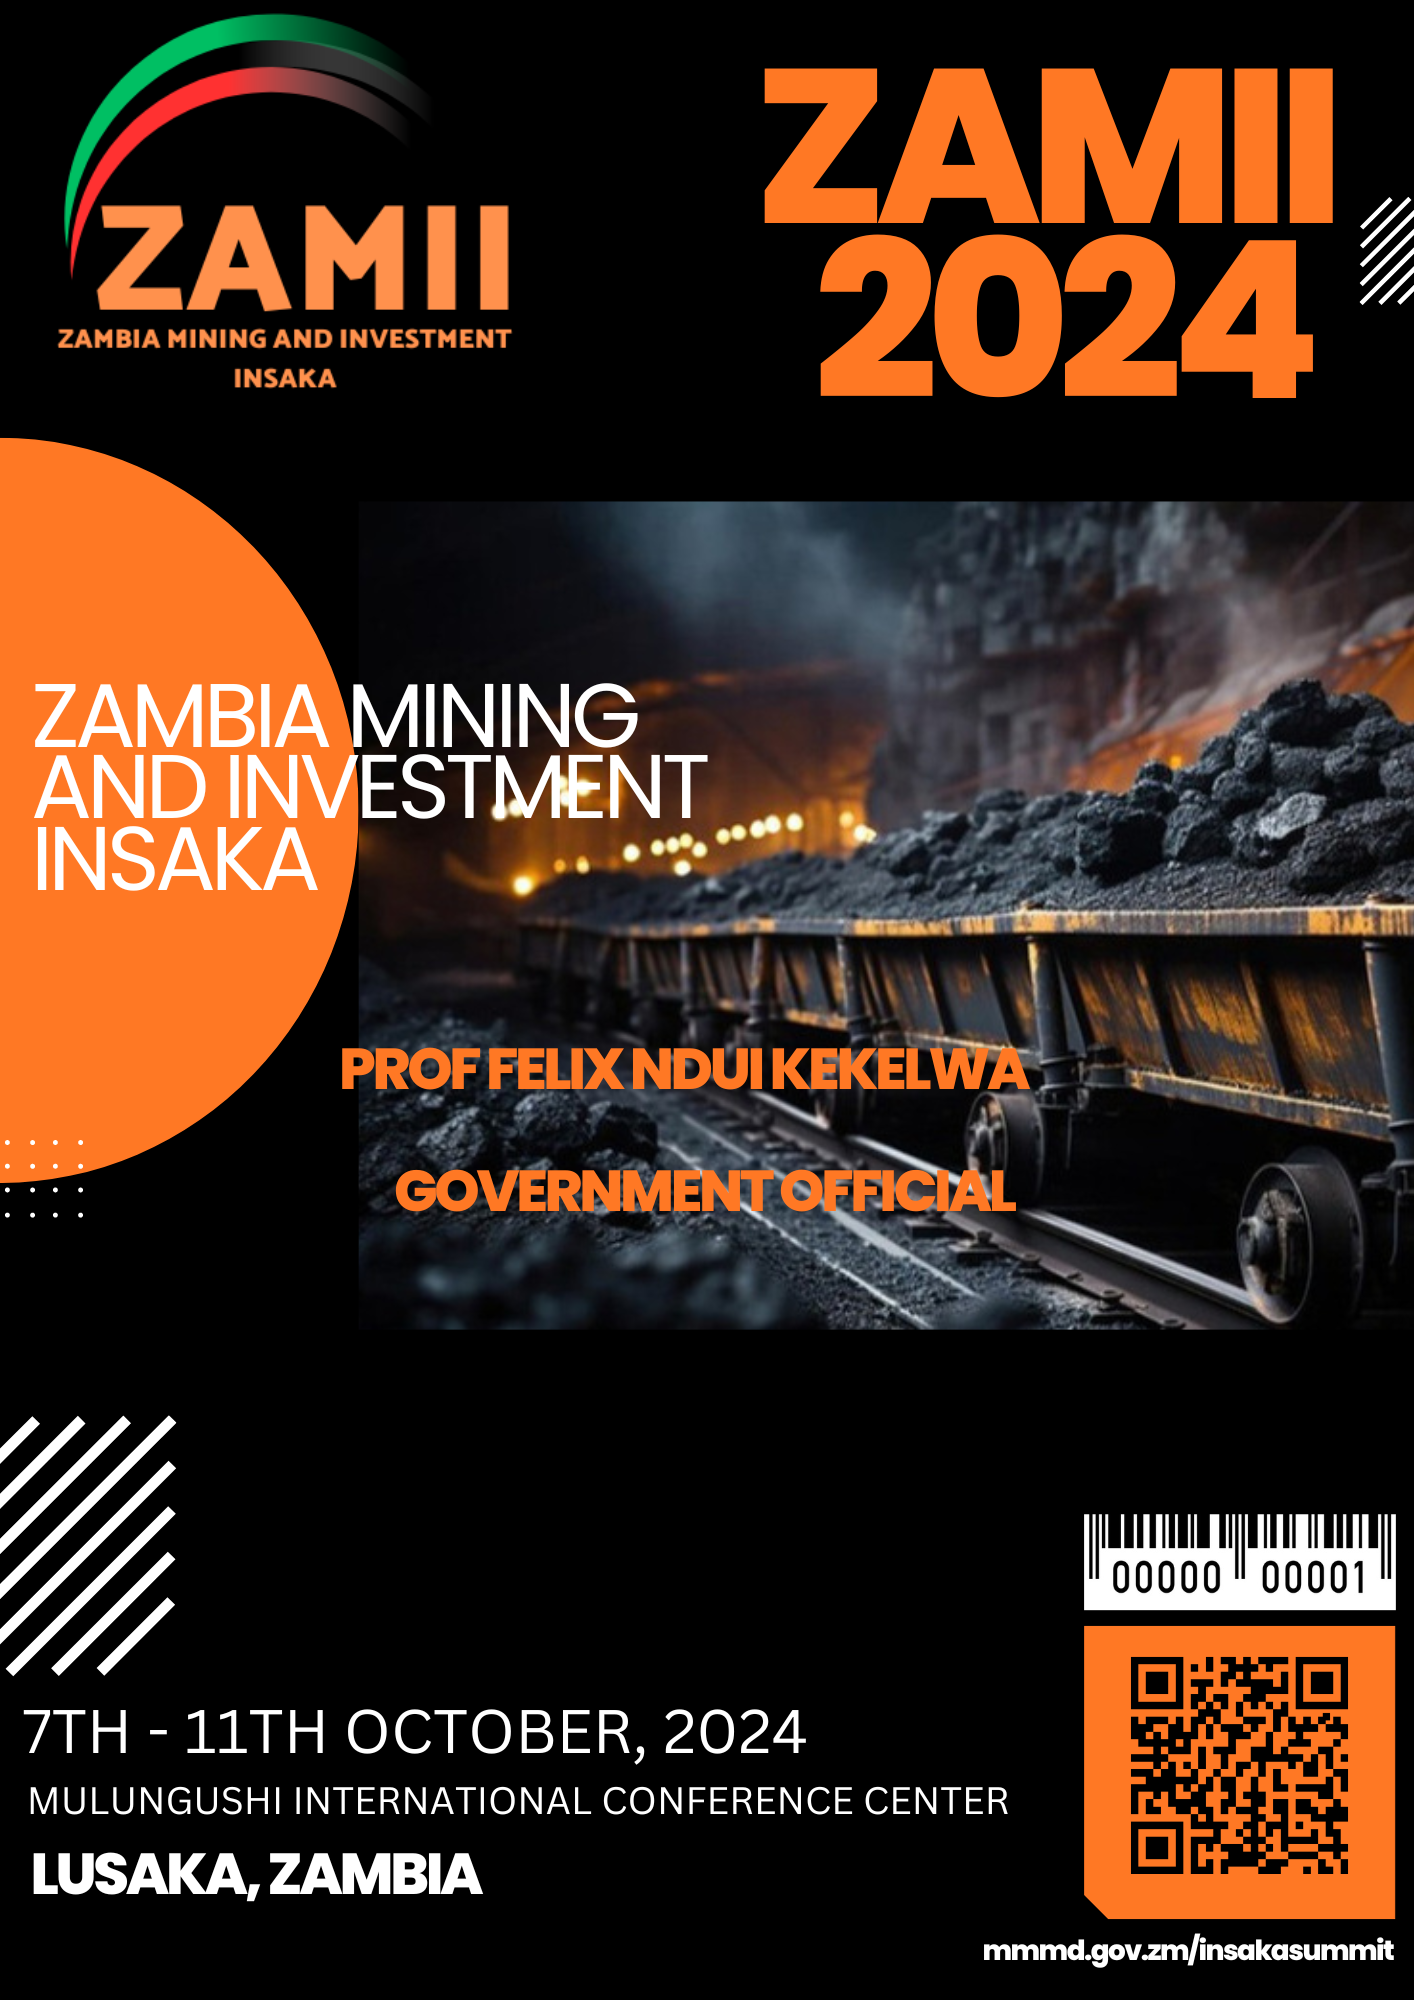 ZAMII
ZAMBIA MINING AND INVESTMENT
INSAKA
ZAMII
2024
ZAMBIA MINING
AND INVESTMENT
INSAKA
PROF FELIX NDUI KEKELWA
GOVERNMENT OFFICIAL
00000 00001
7TH - 11TH OCTOBER, 2024
MULUNGUSHI INTERNATIONAL CONFERENCE CENTER
LUSAKA, ZAMBIA
mmmd.gov.zm/insakasummit